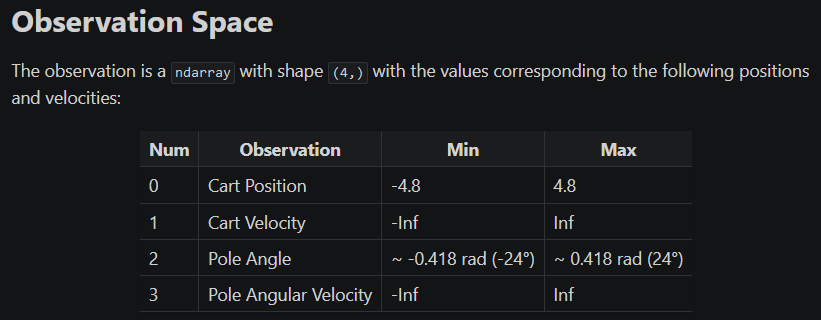 Observation Space
The observation is a ndarray with shape (4,) with the values corresponding to the following positions
and velocities:
Num Observation Min Max
0 Cart Position -4.8 4.8
1 Cart Velocity -Inf Inf
2 Pole Angle ~ -0.418 rad (-24°) ~ 0.418 rad (24°)
3 Pole Angular Velocity -Inf Inf